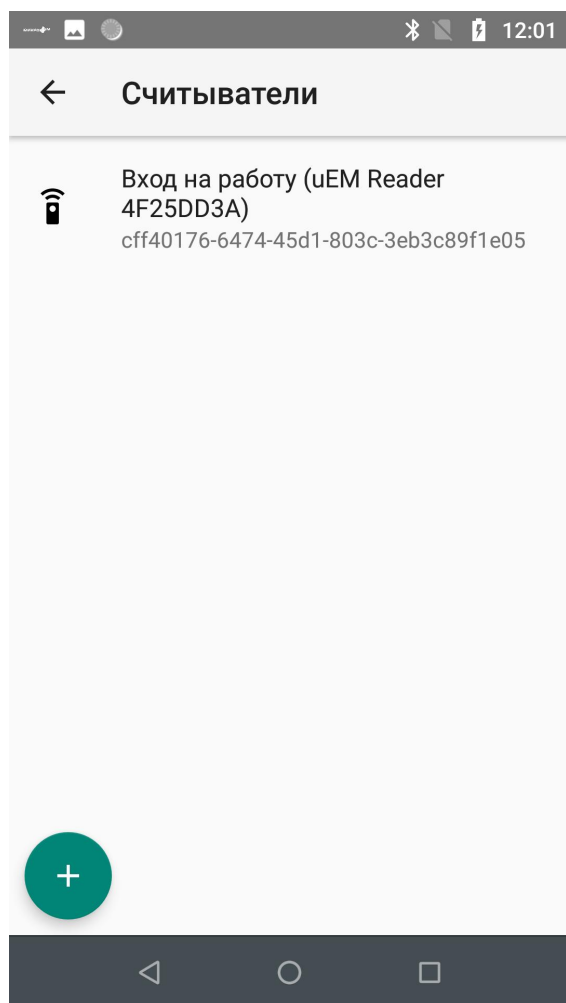 12:01
Считыватели
Вход на работу (uEM Reader
4F25DD3A)
cff40176-6474-45d1-803c-3eb3c89f1e05